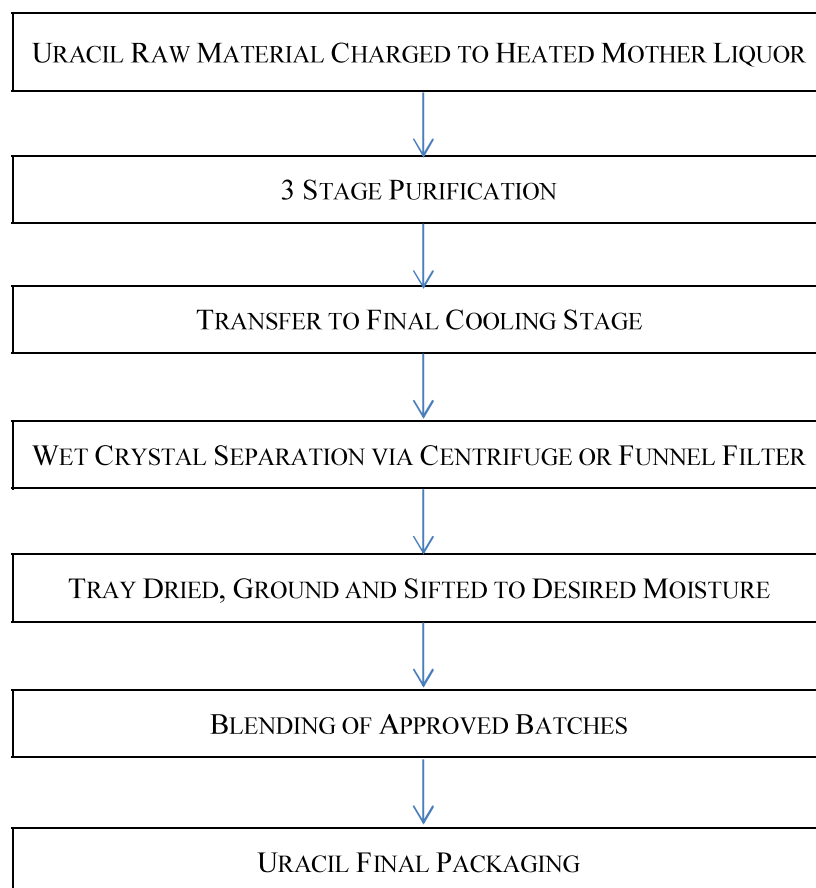 URACIL RAW MATERIAL CHARGED TO HEATED MOTHER LIQUOR
3 STAGE PURIFICATION
TRANSFER TO FINAL COOLING STAGE
WET CRYSTAL SEPARATION VIA CENTRIFUGE OR FUNNEL FILTER
TRAY DRIED, GROUND AND SIFTED TO DESIRED MOISTURE
BLENDING OF APPROVED BATCHES
URACIL FINAL PACKAGING